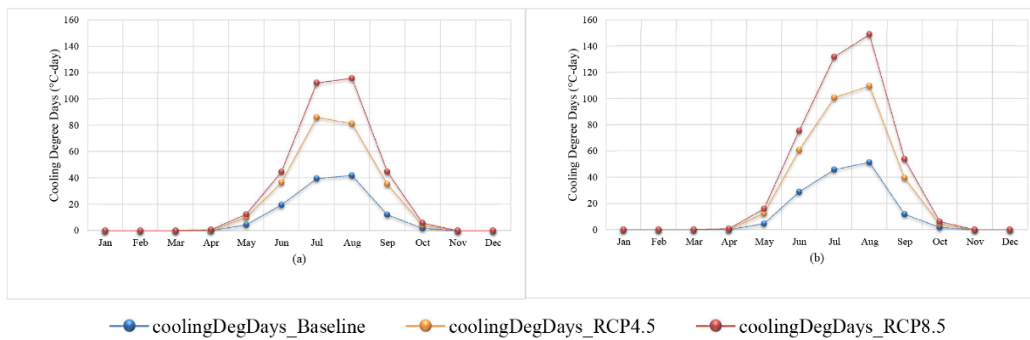 160
140
120
100
80
60
40
20
0
Cooling Degree Days (°C-day)
Jan Feb Mar Apr May Jun Jul Aug Sep Oct Nov Dec
(a)
160
140
120
100
80
60
40
20
0
Cooling Degree Days (°C-day)
Jan Feb Mar Apr May Jun Jul Aug Sep Oct Nov Dec
(b)
coolingDegDays_Baseline coolingDegDays_RCP4.5 coolingDegDays_RCP8.5